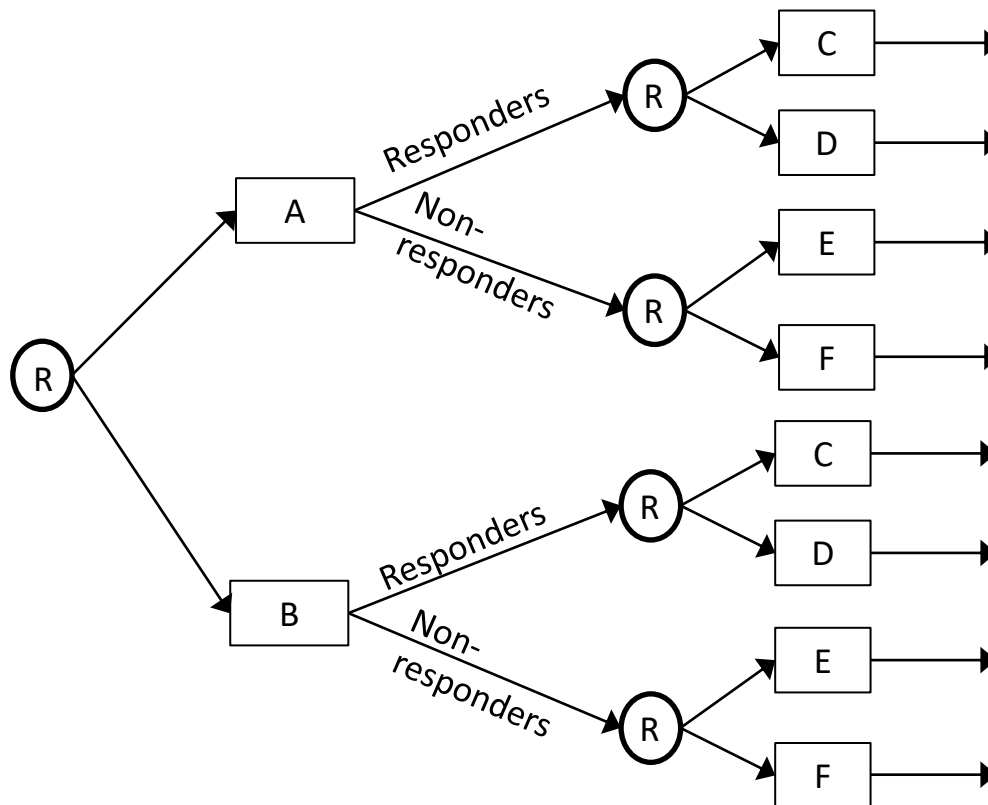 R
A
Responders
Non-
responders
R
C
D
R
E
F
B
Responders
Non-
responders
R
C
D
R
E
F